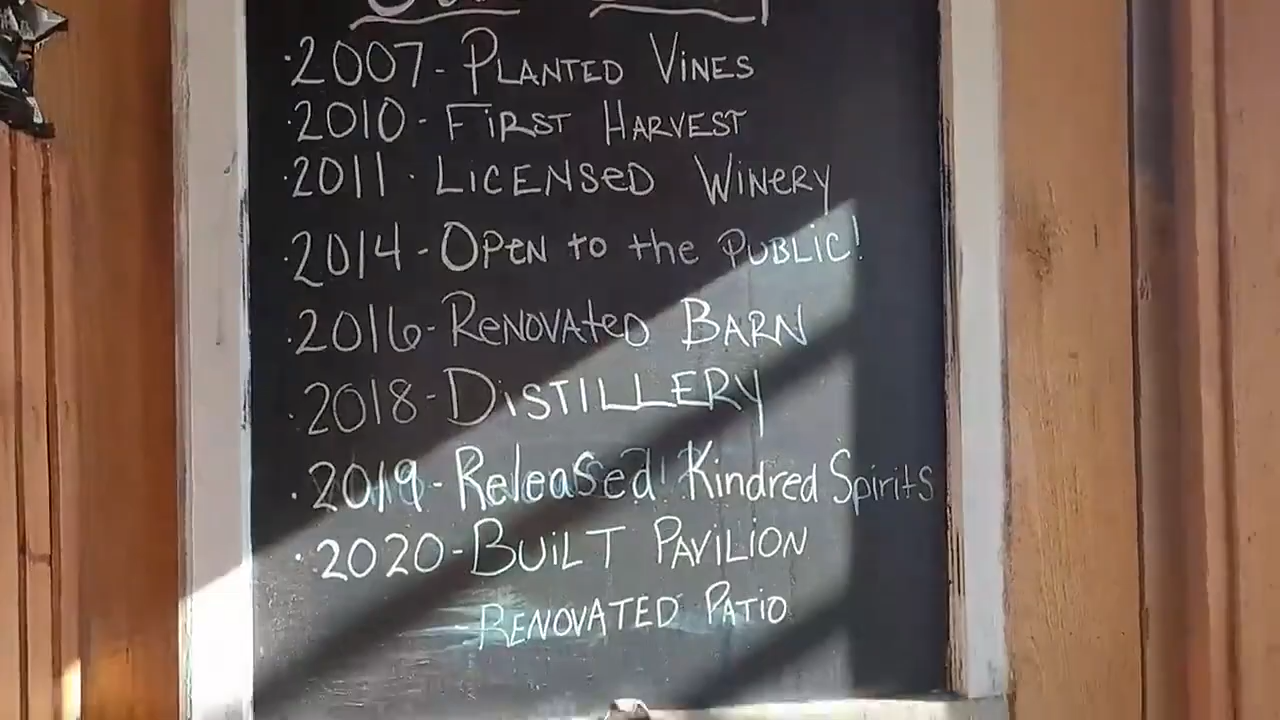 ·2007-PLANTED VINES
·2010-FiRST HARVEST
·2011·LiCENSeD WiNeRY
·2014-OPeN to the PUBLiC!
·2016-ReNOVAteD BARN
·2018-DiSTILLERY
·2019-Released! Kindred Spirits
·2020-BUiLT PAViLION
-RENOVATED PATiO